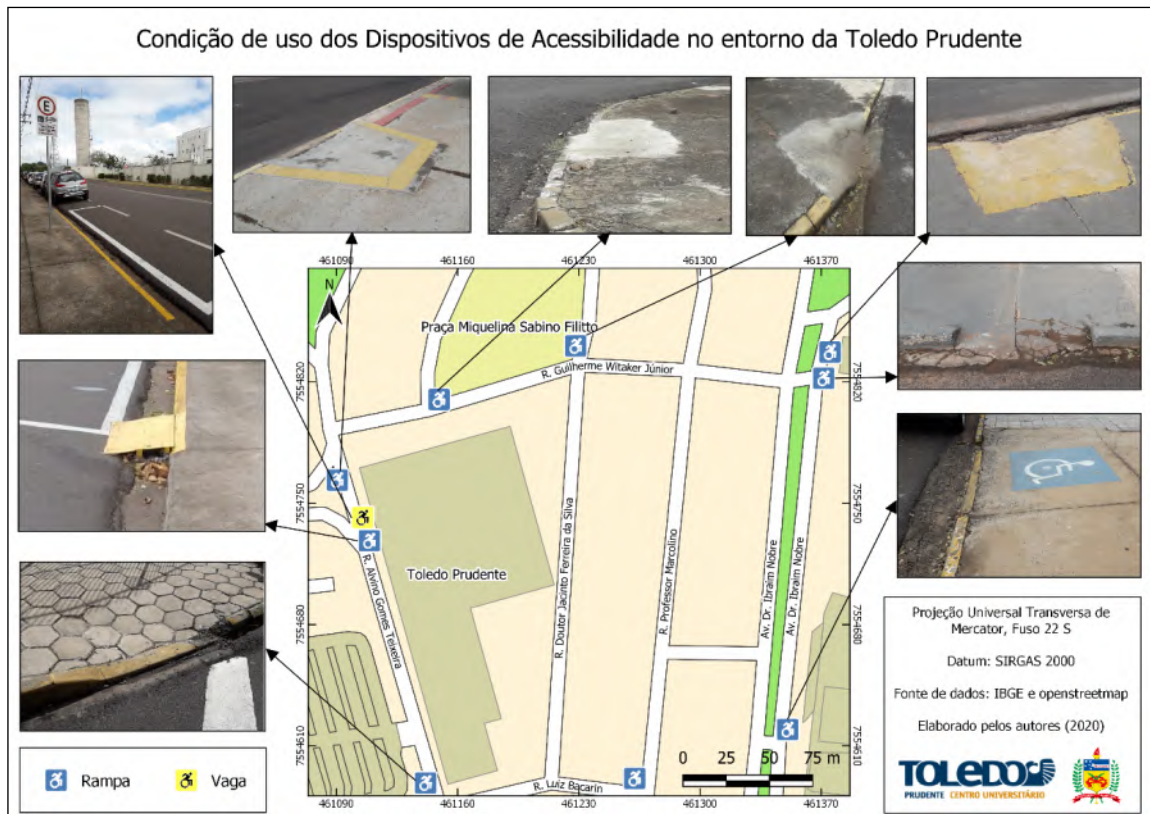 Condição de uso dos Dispositivos de Acessibilidade no entorno da Toledo Prudente
E
461090
461160
461230
461300
461370
N
Praça Miquelina Sabino Filitto
R. Guilherme Witaker Júnior
7554820
7554820
7554750
7554750
Toledo Prudente
R. Alvino Gomes Teixeira
R. Doutor Jacinto Ferreira da Silva
R. Professor Marcolino
Av. Dr. Ibraim Nobre
Av. Dr. Ibraim Nobre
7554680
7554680
7554610
7554610
R. Luiz Bacarin
0 25 50 75 m
461090
461160
461230
461300
461370
Rampa
Vaga
Projeção Universal Transversa de
Mercator, Fuso 22 S
Datum: SIRGAS 2000
Fonte de dados: IBGE e openstreetmap
Elaborado pelos autores (2020)
TOLEDO
PRUDENTE CENTRO UNIVERSITÁRIO